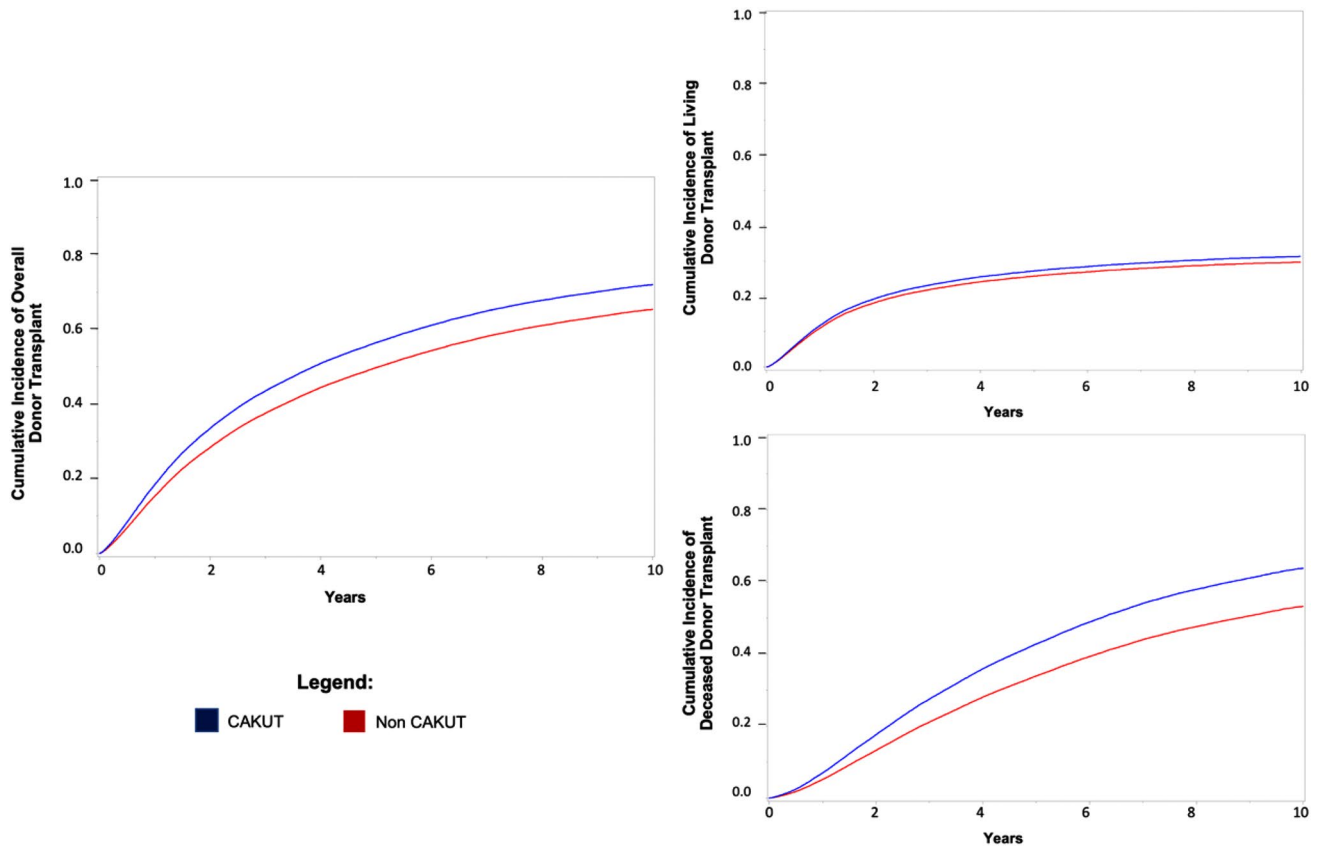 Cumulative Incidence of Overall
Donor Transplant
1.0
0.8
0.6
0.4
0.2
0.0
0 2 4 6 8 10
Years
Legend:
CAKUT Non CAKUT
Cumulative Incidence of Living
Donor Transplant
1.0
0.8
0.6
0.4
0.2
0.0
0 2 4 6 8 10
Years
Cumulative Incidence of
Deceased Donor Transplant
1.0
0.8
0.6
0.4
0.2
0.0
0 2 4 6 8 10
Years